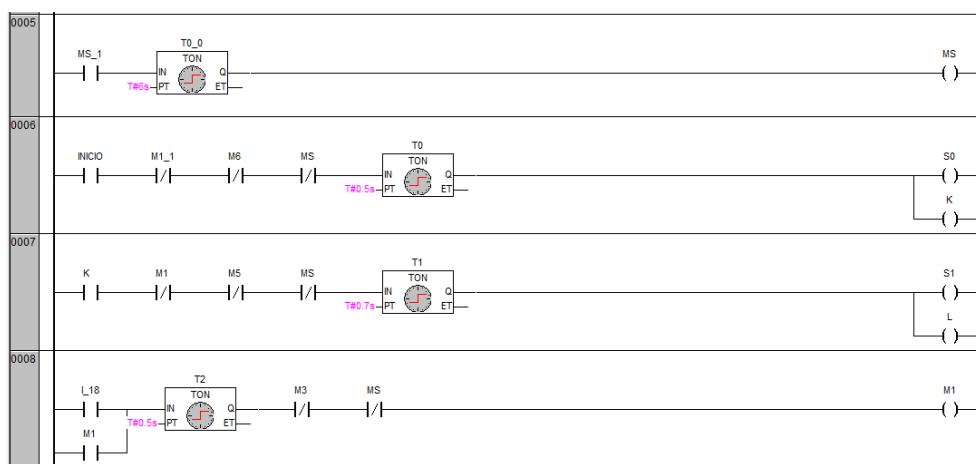 0005
MS_1
T0_0
TON
IN Q
T#6s PT ET
MS
0006
INICIO M1_1 M6 MS
T0
TON
IN Q
T#0.5s PT ET
S0
K
0007
K M1 M5 MS
T1
TON
IN Q
T#0.7s PT ET
S1
L
0008
I_18
T2
TON
IN Q
T#0.5s PT ET
M3 MS
M1
M1